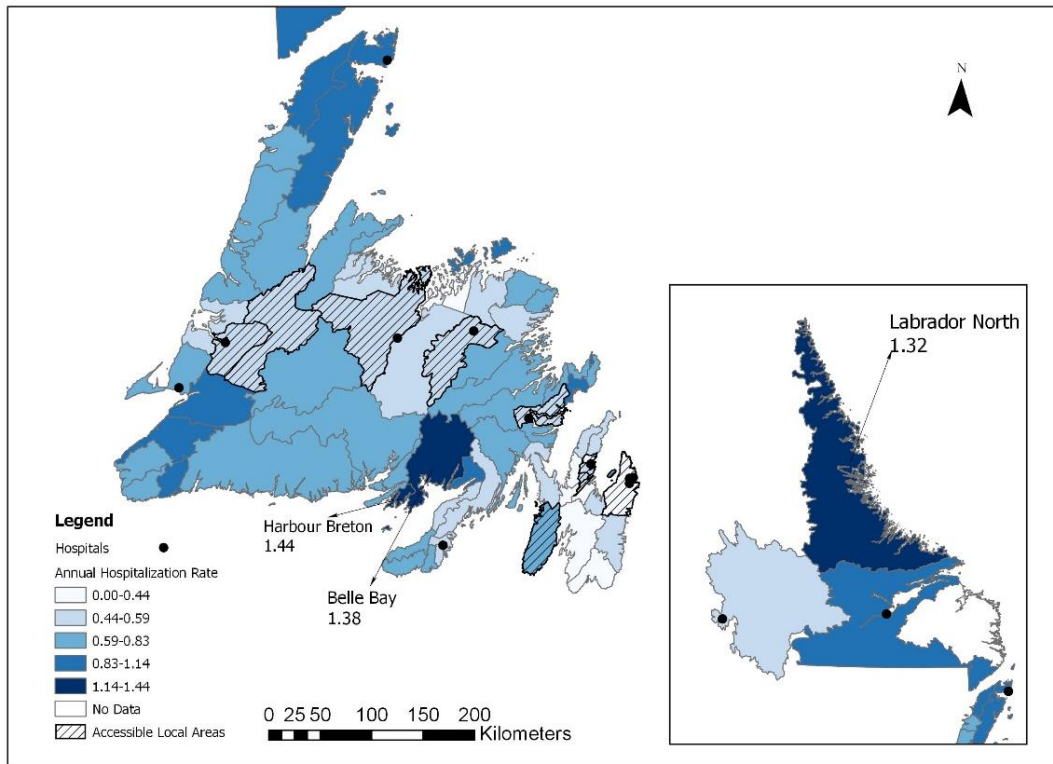 N
Labrador North
1.32
Harbour Breton
1.44
Belle Bay
1.38
Legend
Hospitals
Annual Hospitalization Rate
0.00-0.44
0.44-0.59
0.59-0.83
0.83-1.14
1.14-1.44
No Data
Accessible Local Areas
0 25 50 100 150 200
Kilometers